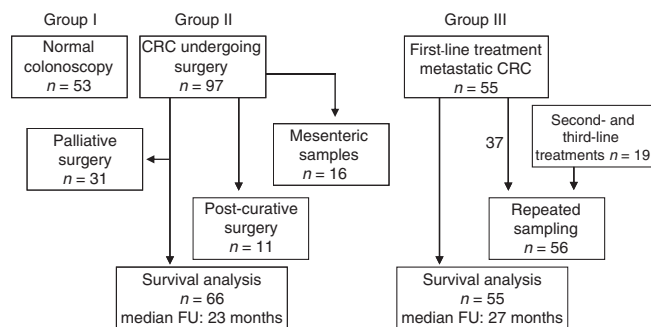 Group I
Group II
Group III
Normal
colonoscopy
n = 53
CRC undergoing
surgery
n = 97
First-line treatment
metastatic CRC
n = 55
Palliative
surgery
n = 31
Mesenteric
samples
n = 16
37
Second- and
third-line
treatments n = 19
Post-curative
surgery
n = 11
Repeated
sampling
n = 56
Survival analysis
n = 66
median FU: 23 months
Survival analysis
n = 55
median FU: 27 months